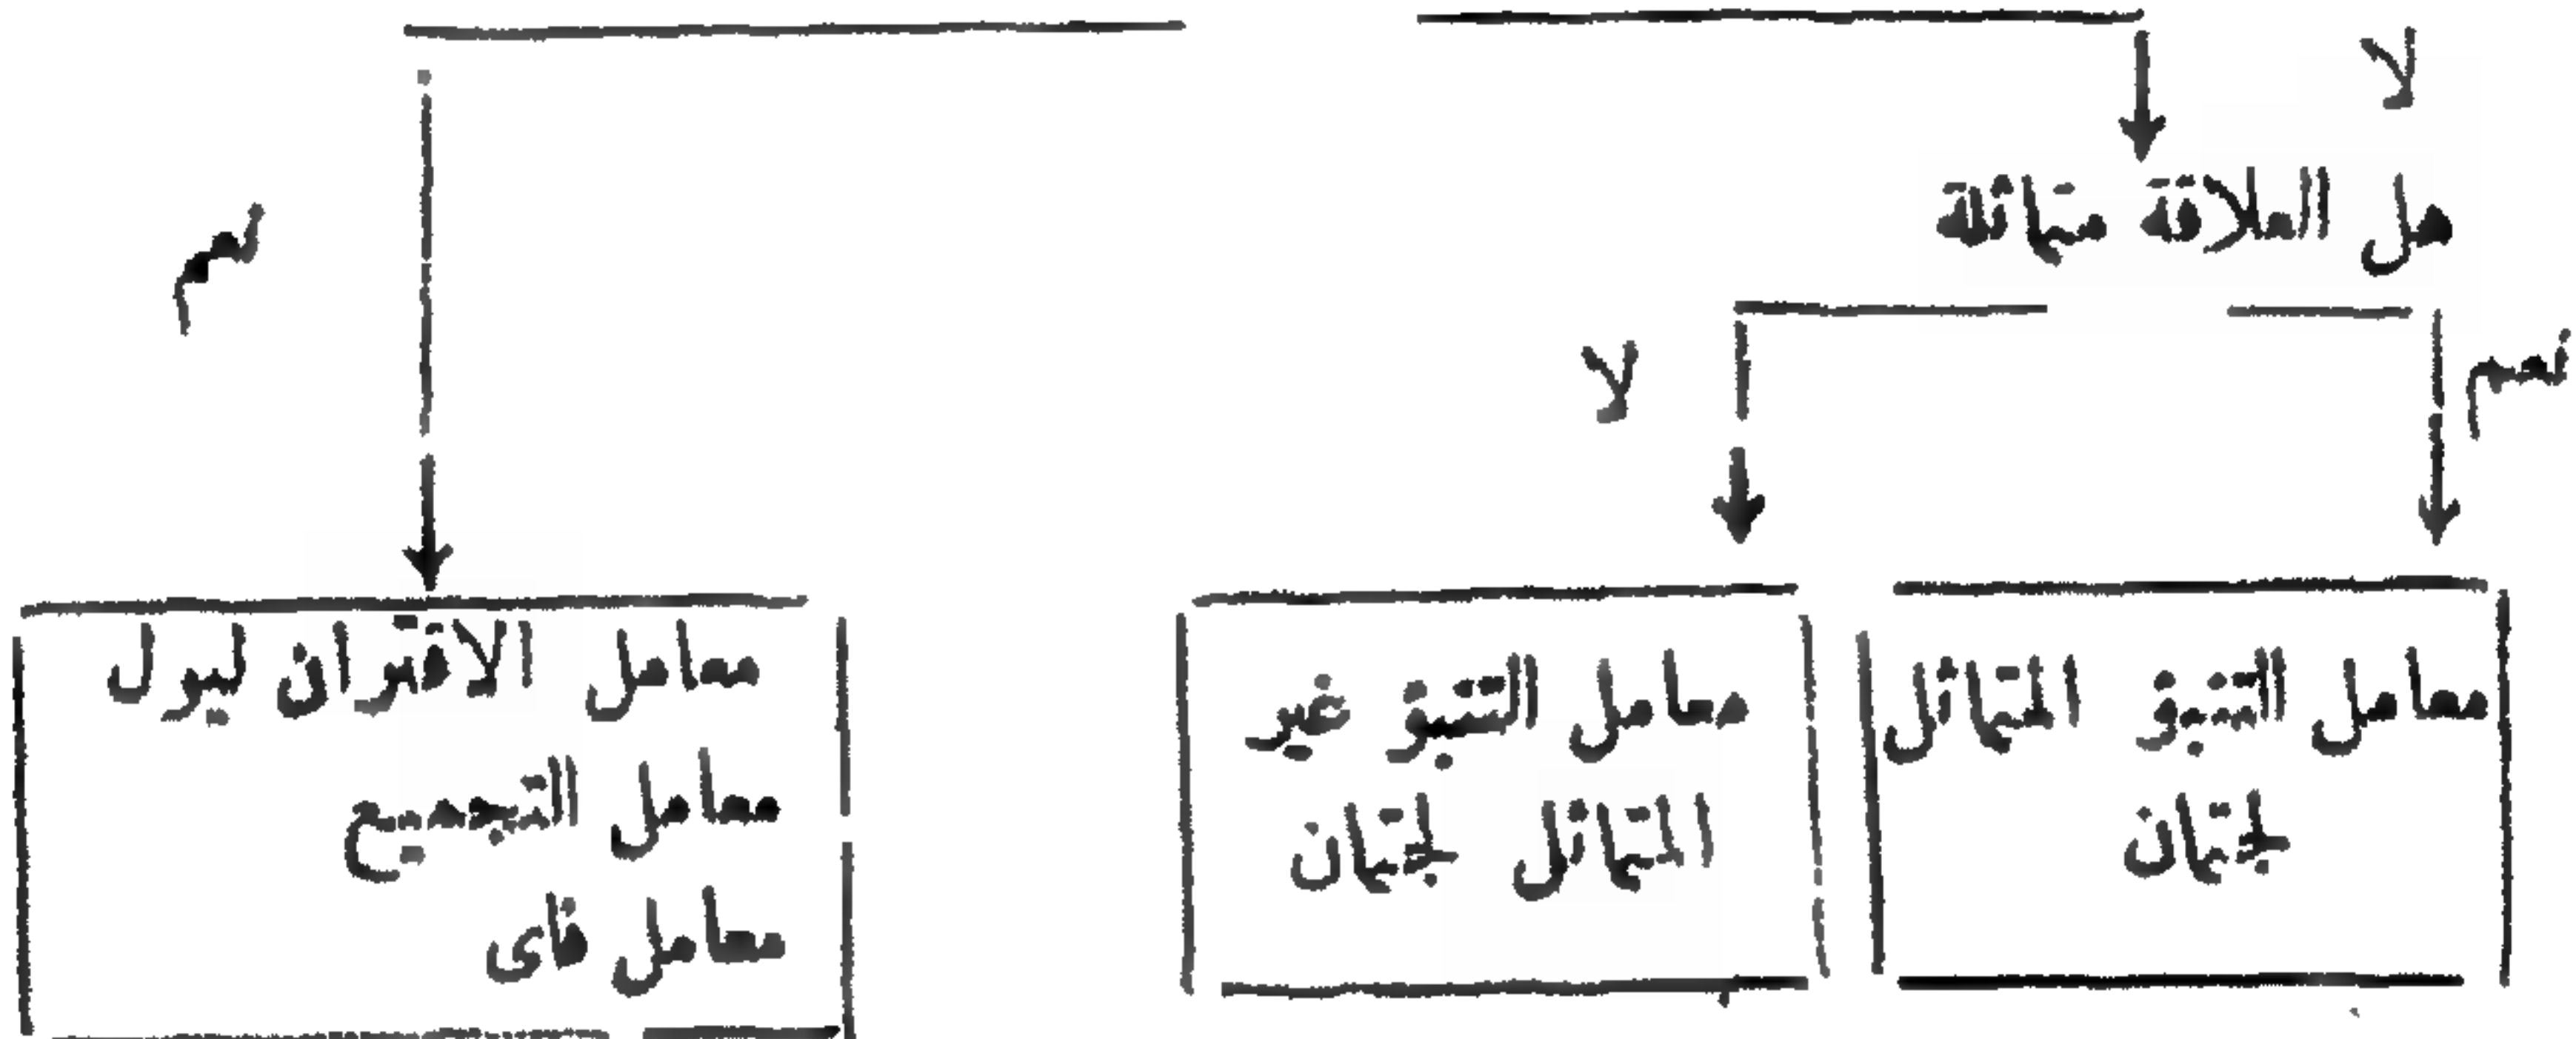 لا
هل العلاقة متماثلة
نعم
لا
نعم
معامل التنبؤ المتماثل
لجتمان
معامل التنبؤ غير
المتماثل لجتمان
معامل الاقتران ليول
معامل التجميع
معامل فاى